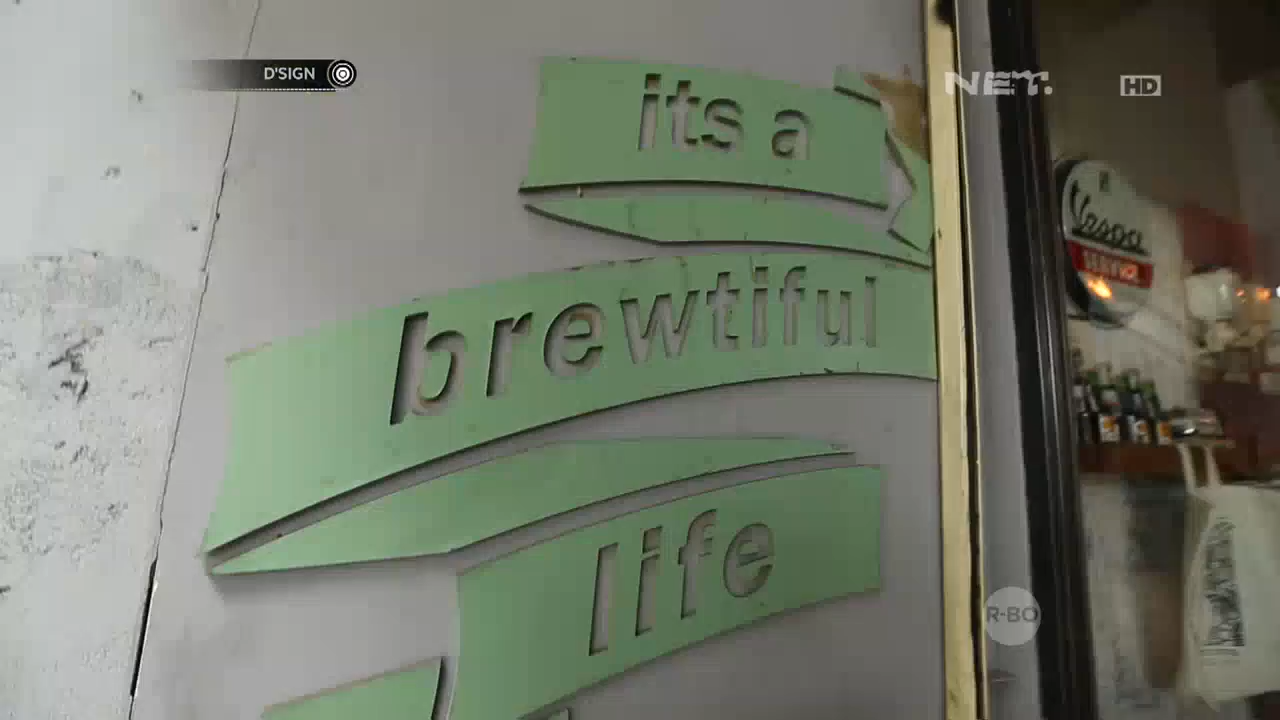 D'SIGN
NET.
HD
its a
brewtiful
life
Vespa
SERVICE
R-BO